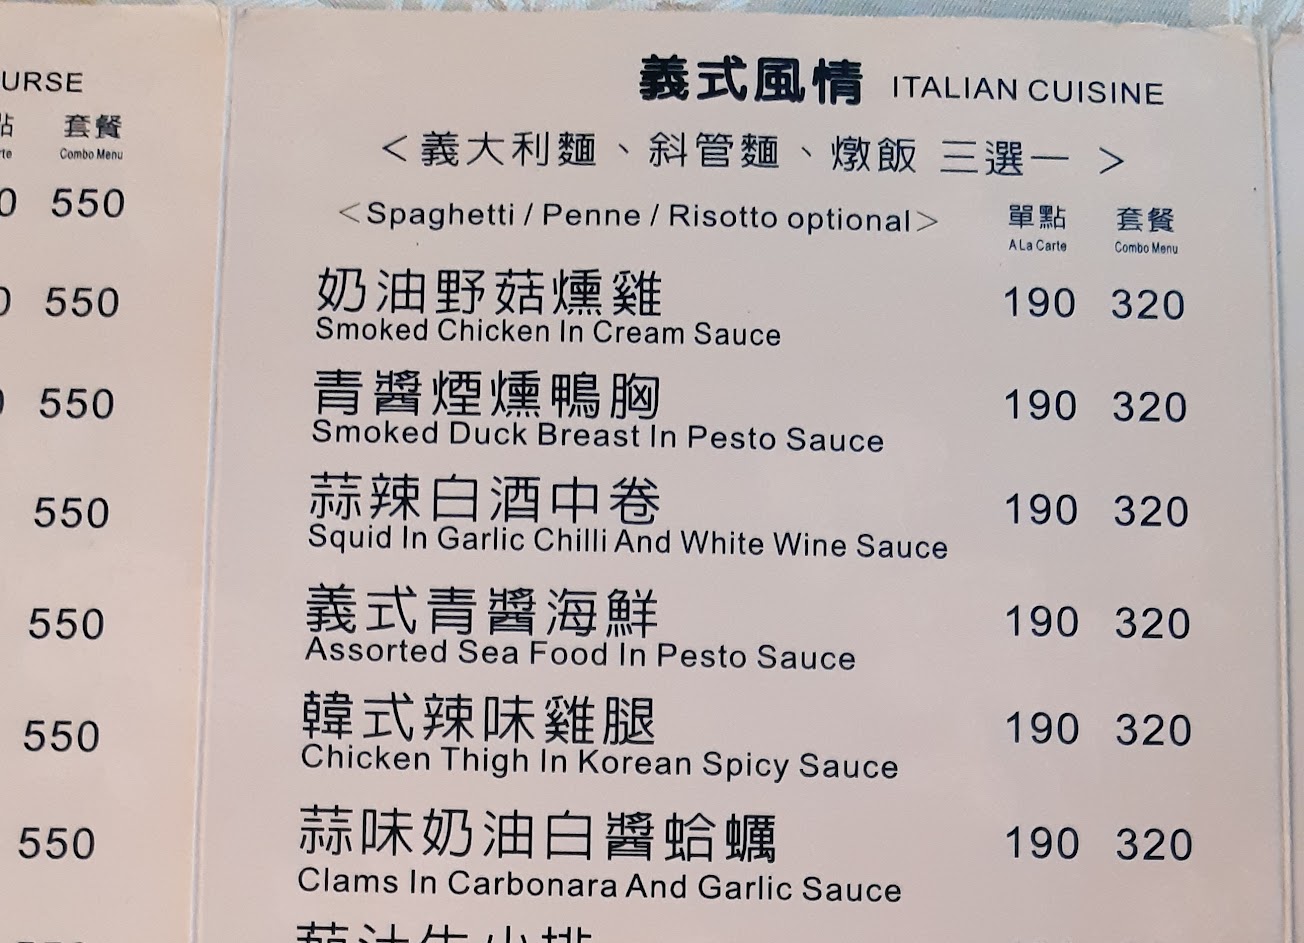 URSE
點 套餐
Combo Menu
550
550
550
550
550
550
550
義式風情 ITALIAN CUISINE
＜義大利麵、斜管麵、燉飯 三選一 ＞
＜Spaghetti / Penne / Risotto optional＞ 單點 套餐
A La Carte Combo Menu
奶油野菇燻雞 190 320
Smoked Chicken In Cream Sauce
青醬煙燻鴨胸 190 320
Smoked Duck Breast In Pesto Sauce
蒜辣白酒中卷 190 320
Squid In Garlic Chilli And White Wine Sauce
義式青醬海鮮 190 320
Assorted Sea Food In Pesto Sauce
韓式辣味雞腿 190 320
Chicken Thigh In Korean Spicy Sauce
蒜味奶油白醬蛤蠣 190 320
Clams In Carbonara And Garlic Sauce
茄汁牛小排